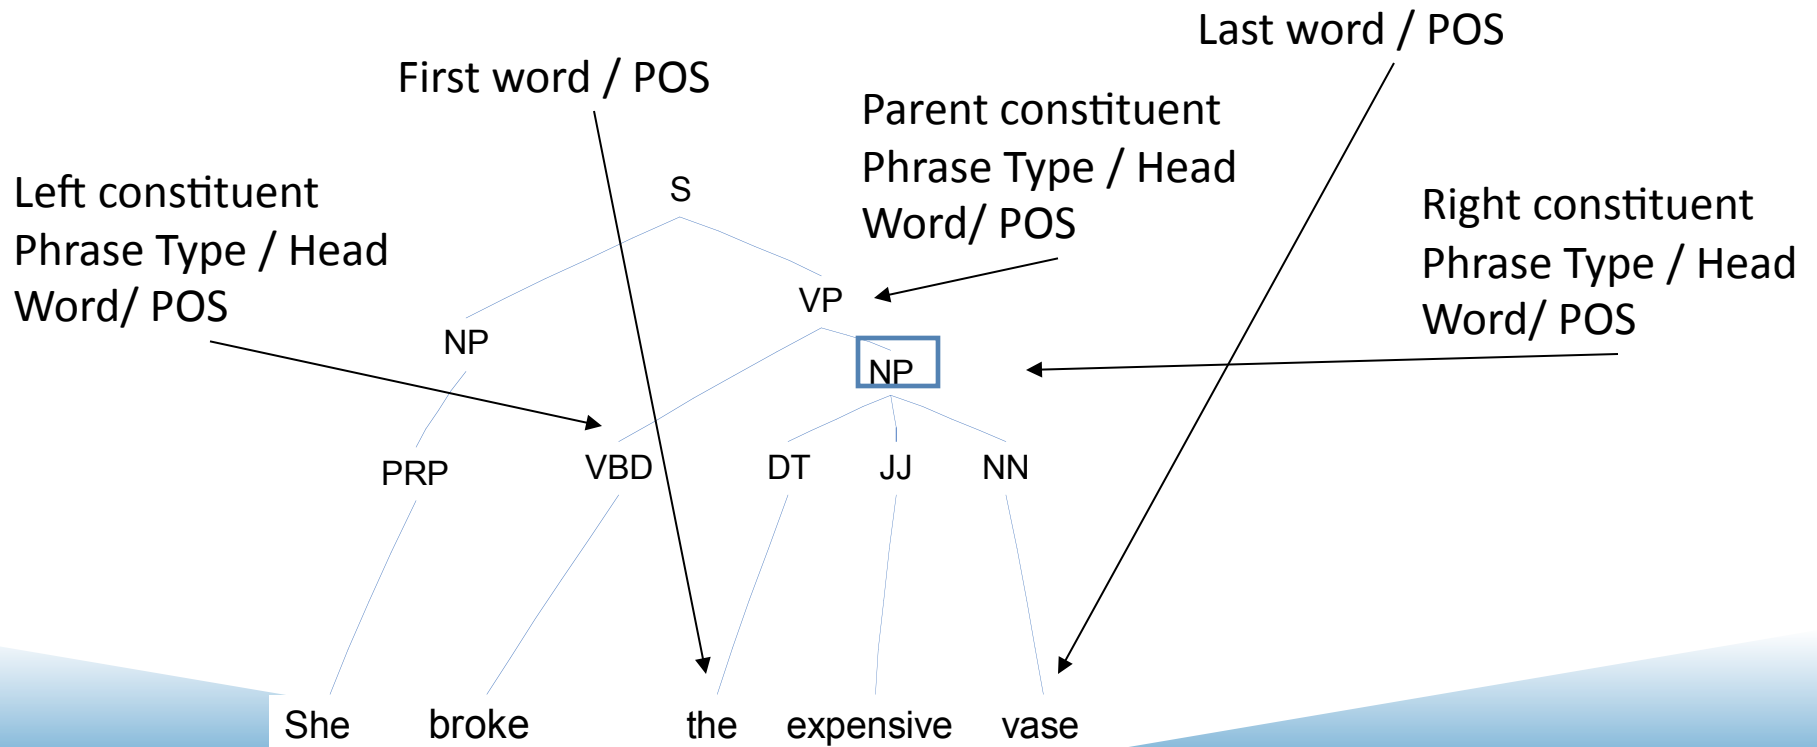 Last word / POS
First word / POS
Parent constituent
Phrase Type / Head
Word/ POS
Left constituent
Phrase Type / Head
Word/ POS
Right constituent
Phrase Type / Head
Word/ POS
S
VP
NP
NP
PRP
VBD
DT
JJ
NN
She broke the expensive vase